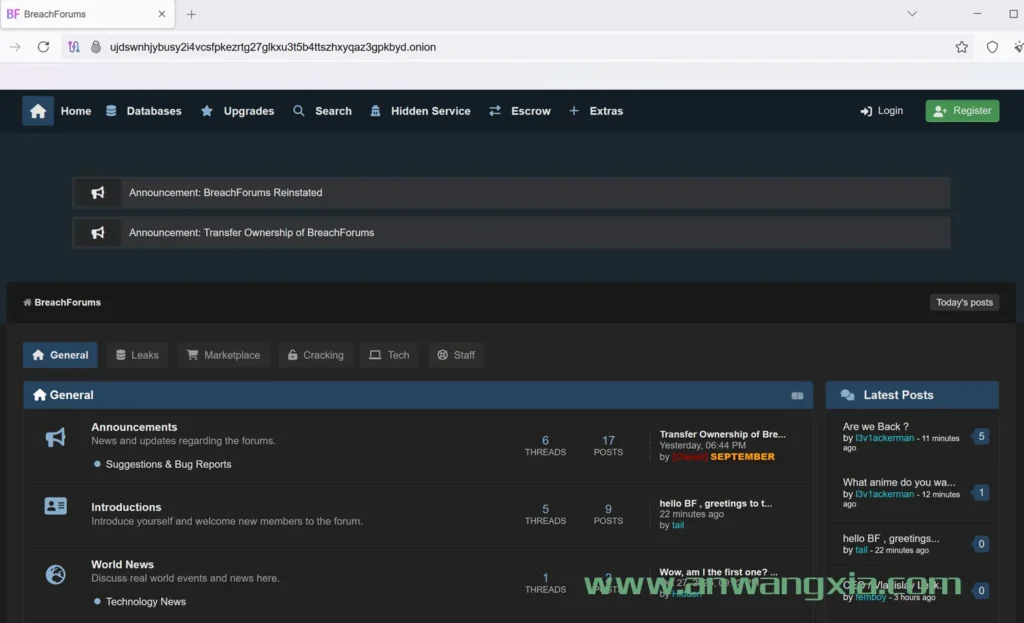 BF BreachForums
ujdswnhjybusy2i4vcsfpkezrtg27glkxu3t5b4ttszhxyqaz3gpkbyd.onion
Home Databases Upgrades Search Hidden Service Escrow Extras Login Register
Announcement: BreachForums Reinstated
Announcement: Transfer Ownership of BreachForums
BreachForums Today's posts
General Leaks Marketplace Cracking Tech Staff
General
Announcements
News and updates regarding the forums.
Suggestions & Bug Reports
6 THREADS
17 POSTS
Transfer Ownership of Bre...
Yesterday, 06:44 PM
by [Owner] SEPTEMBER
Introductions
Introduce yourself and welcome new members to the forum.
5 THREADS
9 POSTS
hello BF , greetings to t...
22 minutes ago
by tail
World News
Discuss real world events and news here.
Technology News
1 THREADS
2 POSTS
Wow, am I the first one? ...
by Hidden
Latest Posts
Are we Back ?
by l3v1ackerman - 11 minutes
ago
5
What anime do you wa...
by l3v1ackerman - 12 minutes
ago
1
hello BF , greetings...
by tail - 22 minutes ago
0
CEO / Vladislav
by femboy - 3 hours ago
0
www.anwangxia.com